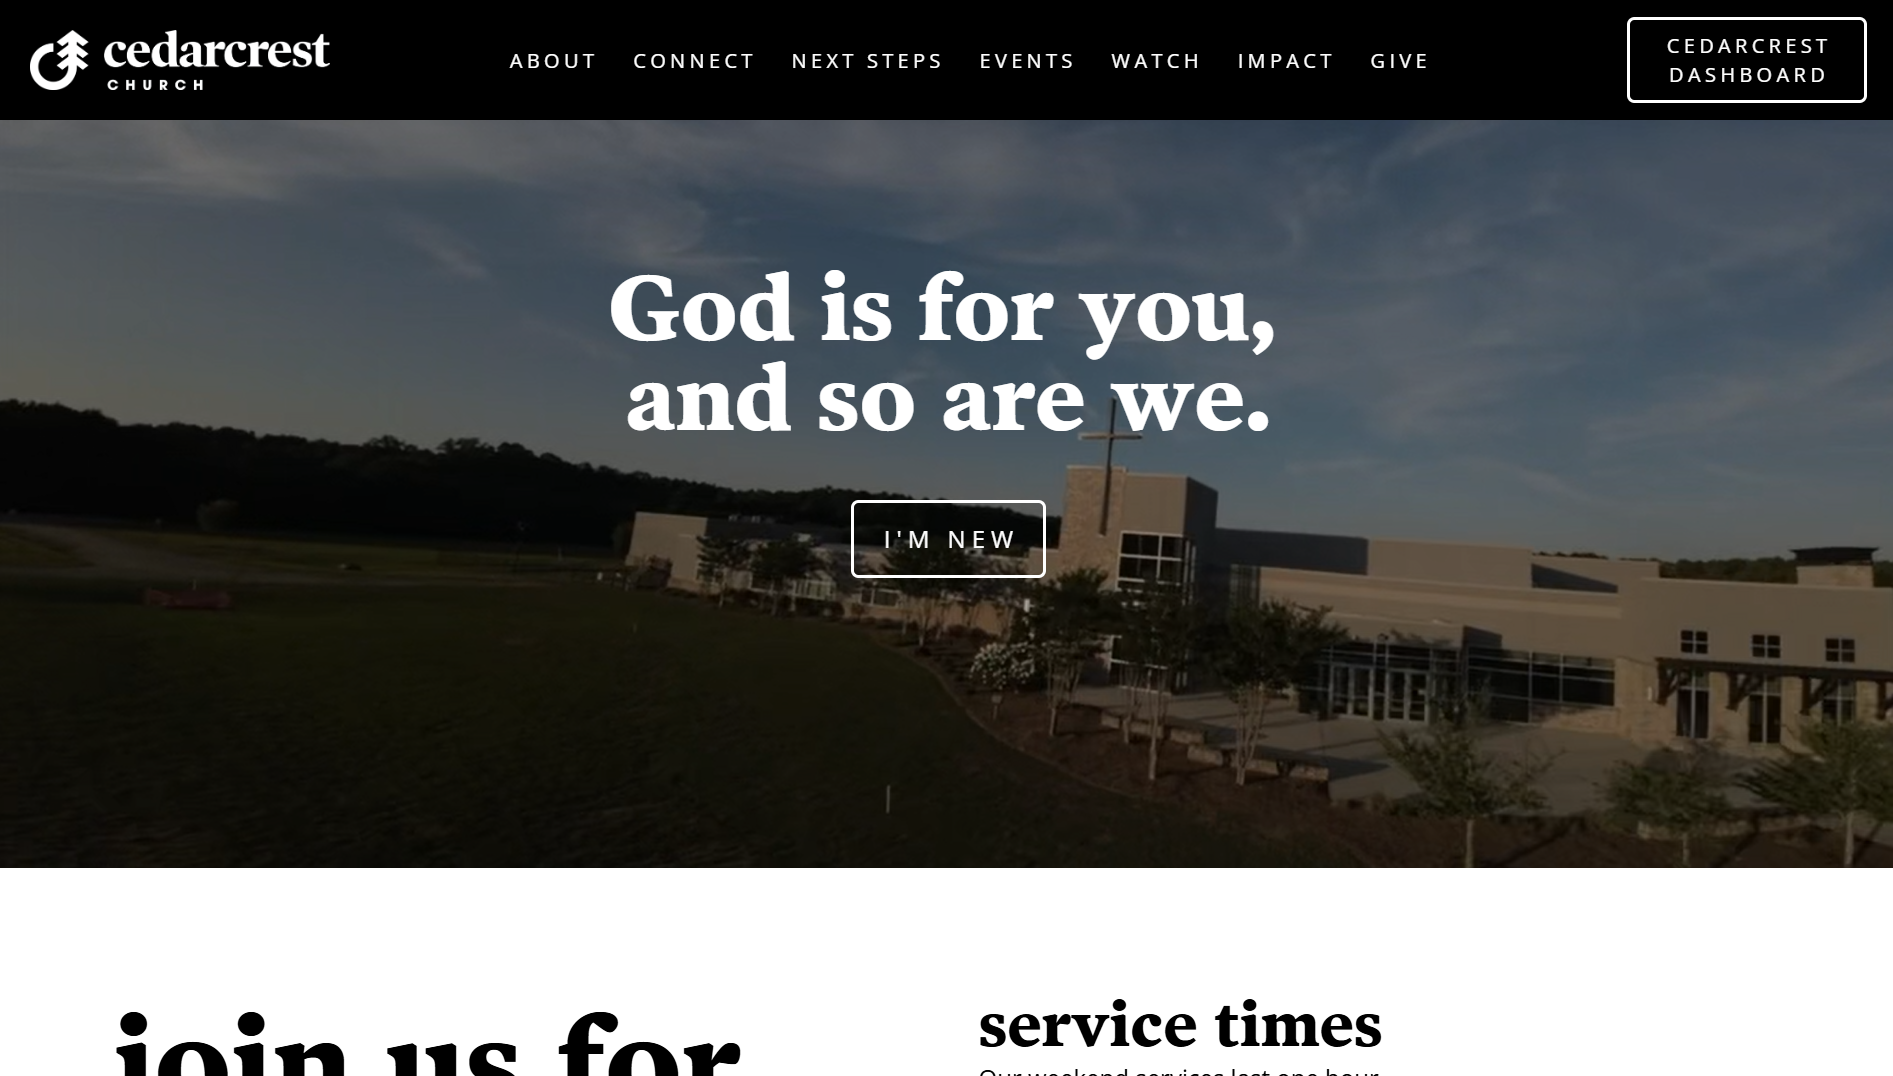 cedarcrest
CHURCH
ABOUT CONNECT NEXT STEPS EVENTS WATCH IMPACT GIVE
CEDARCREST
DASHBOARD
God is for you,
and so are we.
I'M NEW
join us for
service times
Our weekend services last one hour